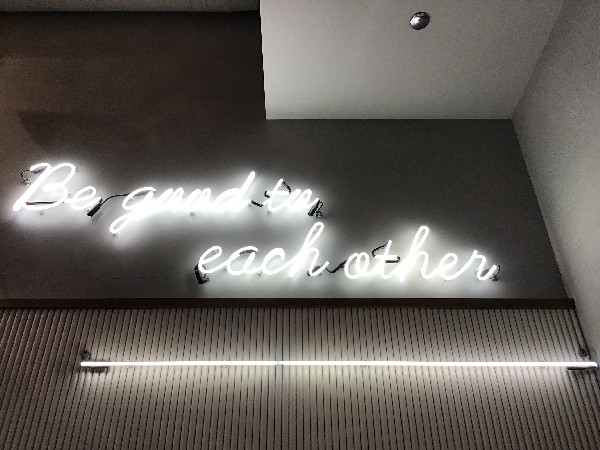 Be good to
each other